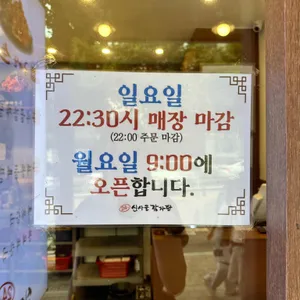 일요일
22:30시 매장 마감
(22:00 주문 마감)
월요일 9:00에
오픈합니다.